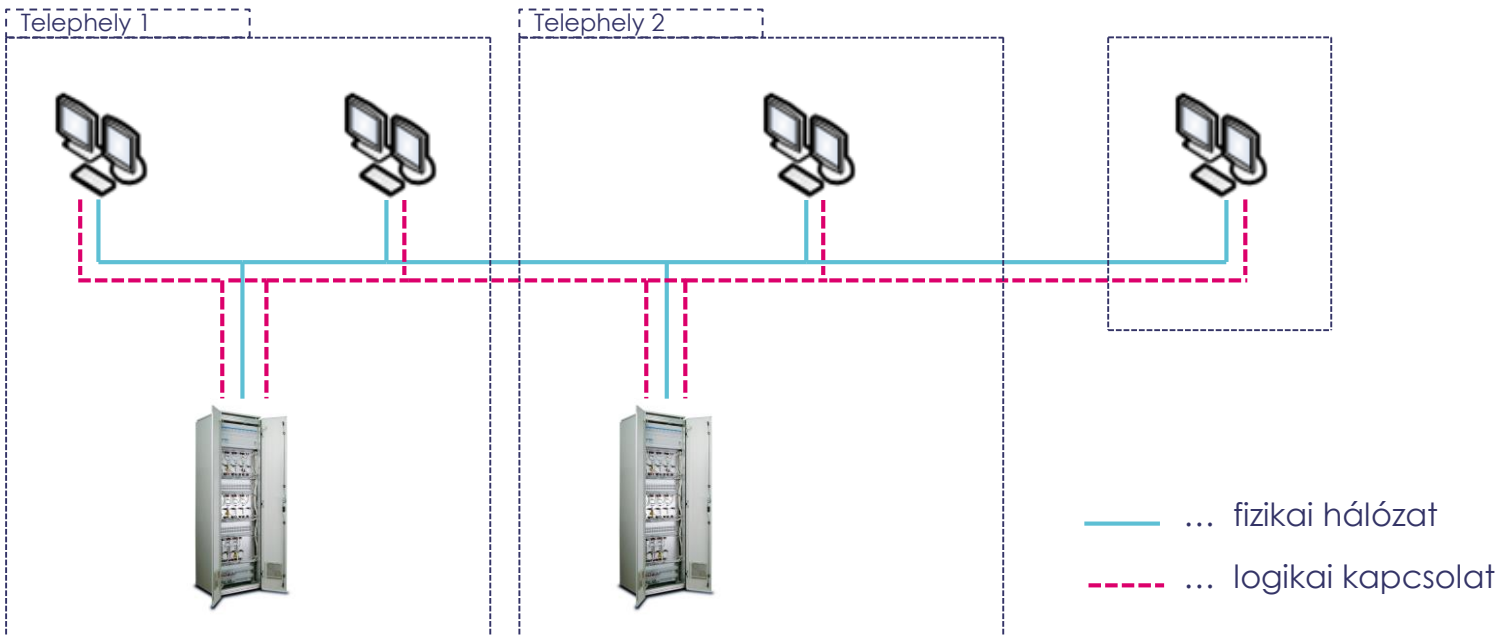 Telephely 1
Telephely 2
... fizikai hálózat
... logikai kapcsolat